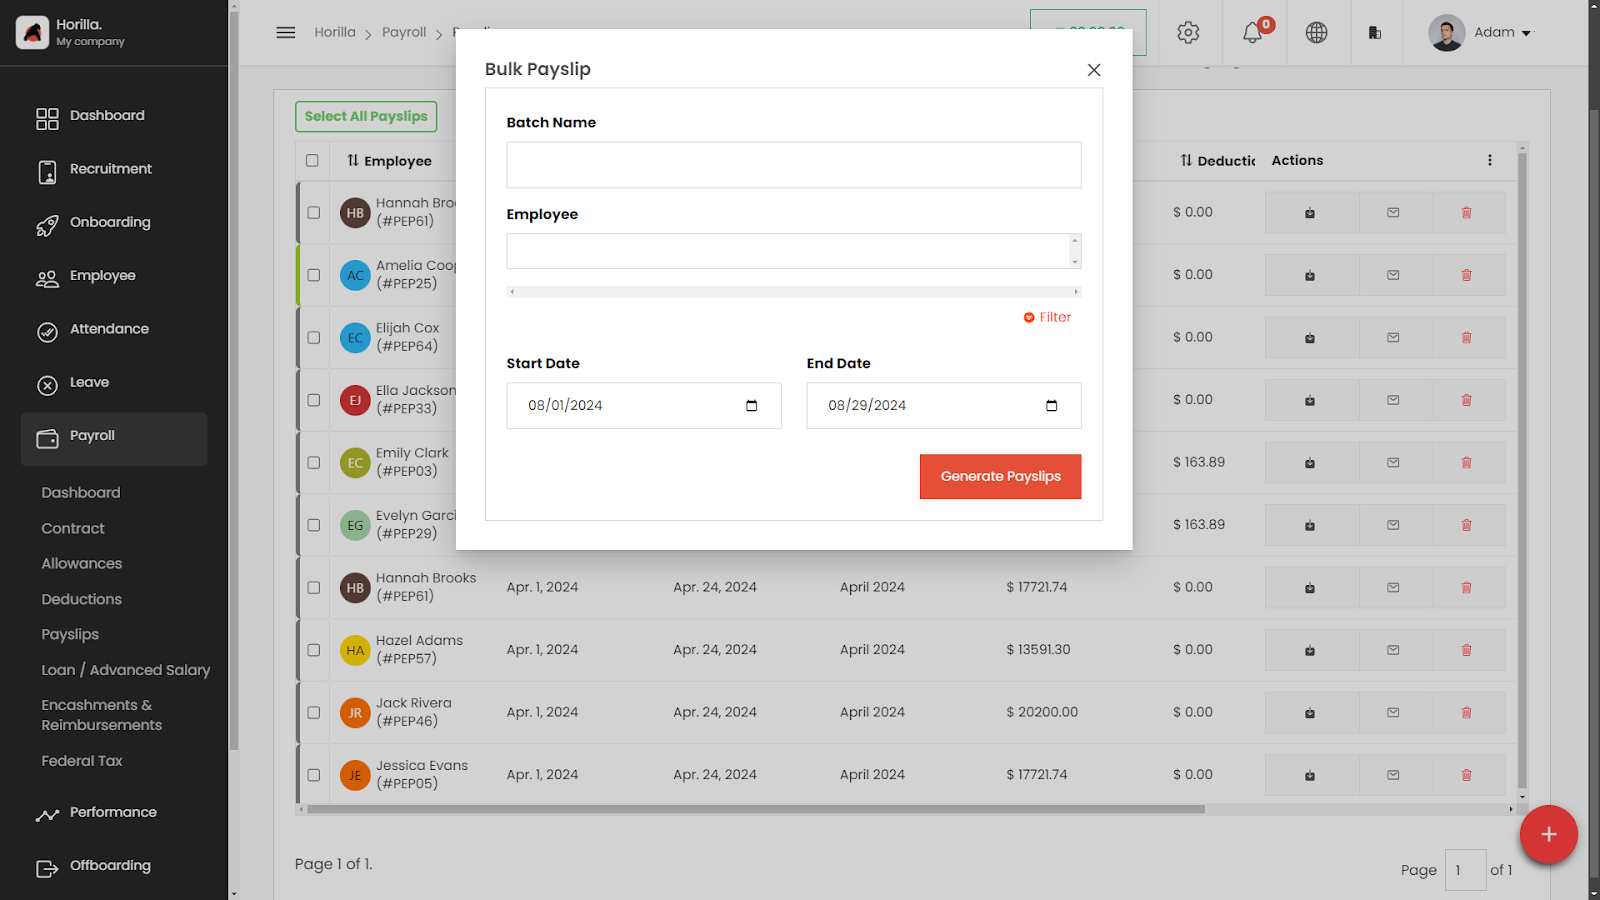 Horilla.
My company
Horilla > Payroll >
0
Adam
Dashboard
Recruitment
Onboarding
Employee
Attendance
Leave
Payroll
Dashboard
Contract
Allowances
Deductions
Payslips
Loan / Advanced Salary
Encashments &
Reimbursements
Federal Tax
Performance
Offboarding
Bulk Payslip
Batch Name
Employee
Filter
Start Date End Date
08/01/2024 08/29/2024
Generate Payslips
Select All Payslips
Employee Deductic Actions
HB Hannah Broo (#PEP61) $ 0.00
AC Amelia Coop (#PEP25) $ 0.00
EC Elijah Cox (#PEP64) $ 0.00
EJ Ella Jackson (#PEP33) $ 0.00
EC Emily Clark (#PEP03) $ 163.89
EG Evelyn Garci (#PEP29) $ 163.89
HB Hannah Brooks (#PEP61) Apr. 1, 2024 Apr. 24, 2024 April 2024 $ 17721.74 $ 0.00
HA Hazel Adams (#PEP57) Apr. 1, 2024 Apr. 24, 2024 April 2024 $ 13591.30 $ 0.00
JR Jack Rivera (#PEP46) Apr. 1, 2024 Apr. 24, 2024 April 2024 $ 20200.00 $ 0.00
JE Jessica Evans (#PEP05) Apr. 1, 2024 Apr. 24, 2024 April 2024 $ 17721.74 $ 0.00
Page 1 of 1.
Page 1 of 1